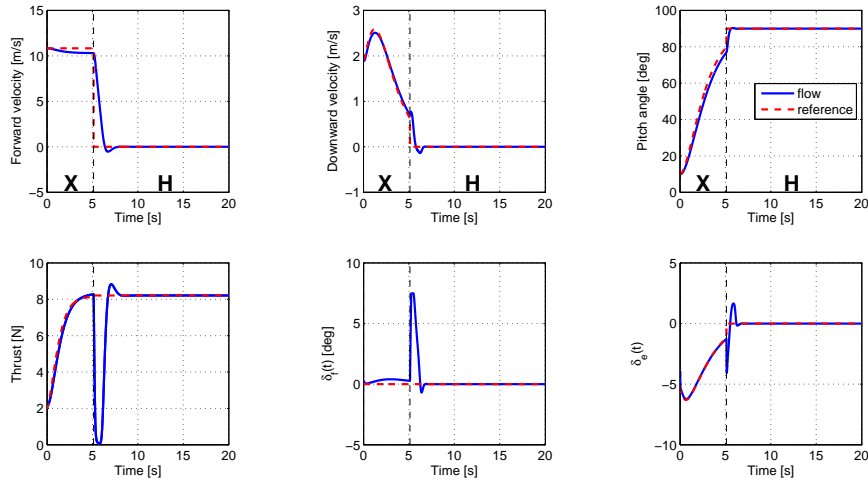 Forward velocity [m/s]
15
10
5
0
−5
X
H
0 5 10 15 20
Time [s]
Downward velocity [m/s]
3
2
1
0
−1
X
H
0 5 10 15 20
Time [s]
Pitch angle [deg]
100
80
60
40
20
0
flow
reference
X
H
0 5 10 15 20
Time [s]
Thrust [N]
10
8
6
4
2
0
0 5 10 15 20
Time [s]
δf(t) [deg]
10
5
0
−5
0 5 10 15 20
Time [s]
δe(t)
5
0
−5
−10
0 5 10 15 20
Time [s]